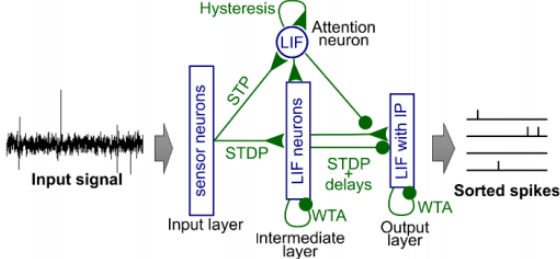 Hysteresis
Attention
neuron
LIF
STP
sensor neurons
STDP
LIF neurons
STDP
+
delays
LIF with IP
Input signal
Sorted spikes
WTA
WTA
Input layer
Intermediate
layer
Output
layer